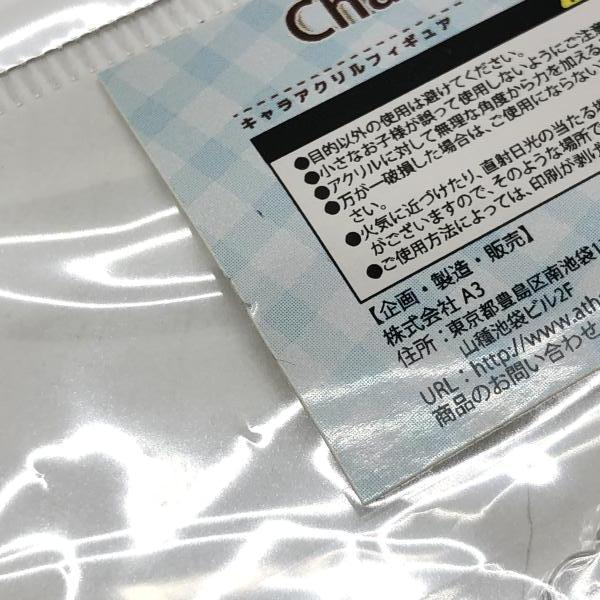 Cha
キャラアクリルフィギュア
●目的以外の使用は避けてください。
●小さなお子様が誤って使用しないようにご注意
●アクリルに対して無理な角度から力を加える
●万が一破損した場合は、ご使用にならない
さい。
●火気に近づけたり、直射日光の当たる場
がございますので、そのような場所で
●ご使用方法によっては、印刷が剥が
【企画・製造・販売】
株式会社 A3
住所：東京都豊島区南池袋1
山種池袋ビル2F
URL：http://www.ath
商品のお問い合わせ